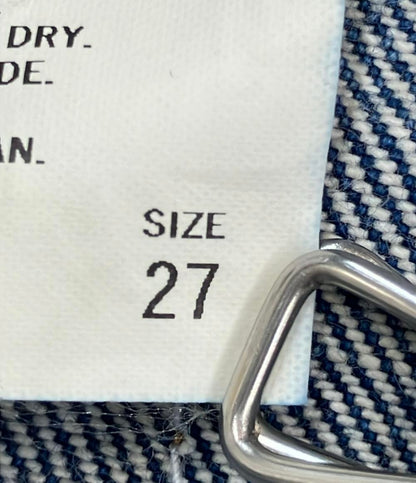 DRY.
DE.
AN.
SIZE
27